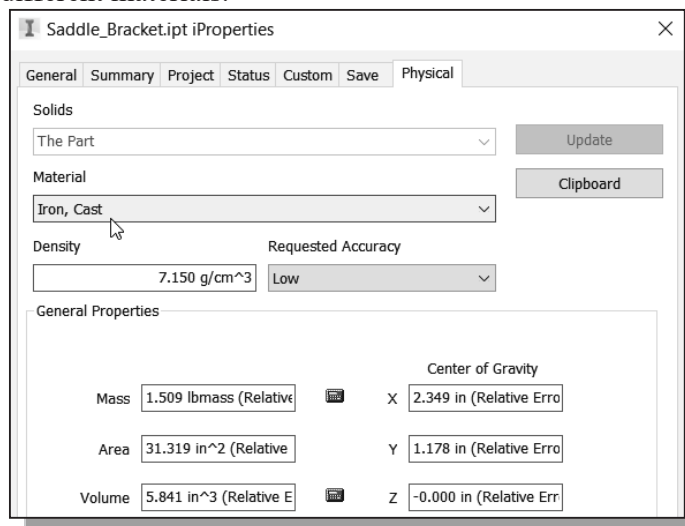 Saddle_Bracket.ipt iProperties
General Summary Project Status Custom Save Physical
Solids
The Part
Update
Material
Clipboard
Iron, Cast
Density Requested Accuracy
7.150 g/cm^3 Low
General Properties
Center of Gravity
Mass 1.509 lbmass (Relative X 2.349 in (Relative Erro
Area 31.319 in^2 (Relative Y 1.178 in (Relative Erro
Volume 5.841 in^3 (Relative E Z -0.000 in (Relative Err